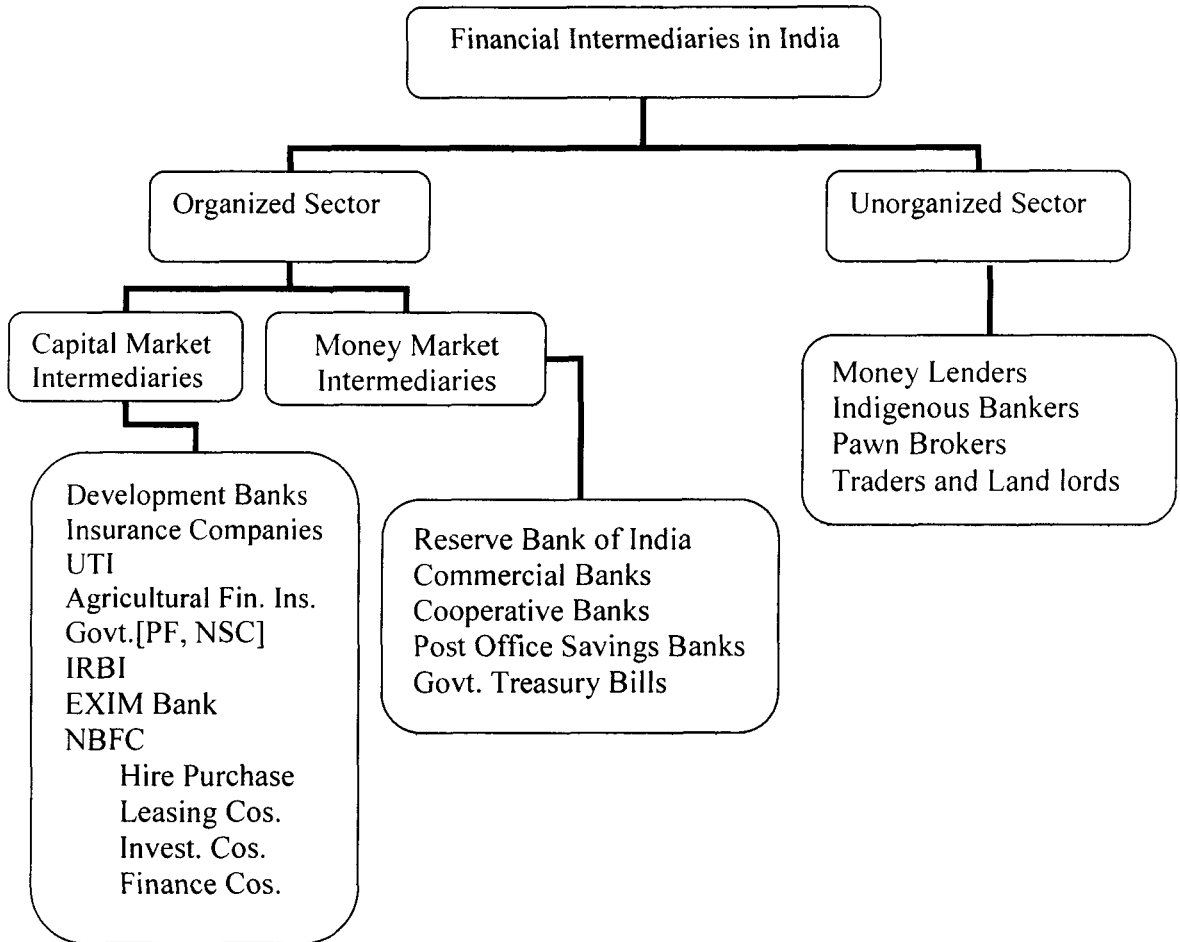 Financial Intermediaries in India
Organized Sector
Unorganized Sector
Capital Market
Intermediaries
Money Market
Intermediaries
Money Lenders
Indigenous Bankers
Pawn Brokers
Traders and Land lords
Development Banks
Insurance Companies
UTI
Agricultural Fin. Ins.
Govt.[PF, NSC]
IRBI
EXIM Bank
NBFC
Hire Purchase
Leasing Cos.
Invest. Cos.
Finance Cos.
Reserve Bank of India
Commercial Banks
Cooperative Banks
Post Office Savings Banks
Govt. Treasury Bills